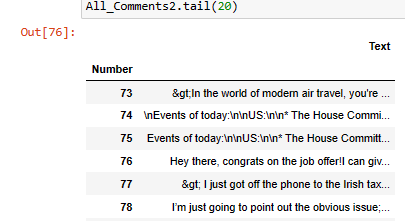 All_Comments2.tail(20)
Out[76]:
Text
Number
73 &gt;In the world of modern air travel, you're ...
74 \nEvents of today:\n\nUS:\n\n* The House Commi...
75 Events of today:\n\nUS:\n\n* The House Committ...
76 Hey there, congrats on the job offer!I can giv...
77 &gt; I just got off the phone to the Irish tax...
78 I'm just going to point out the obvious issue;...